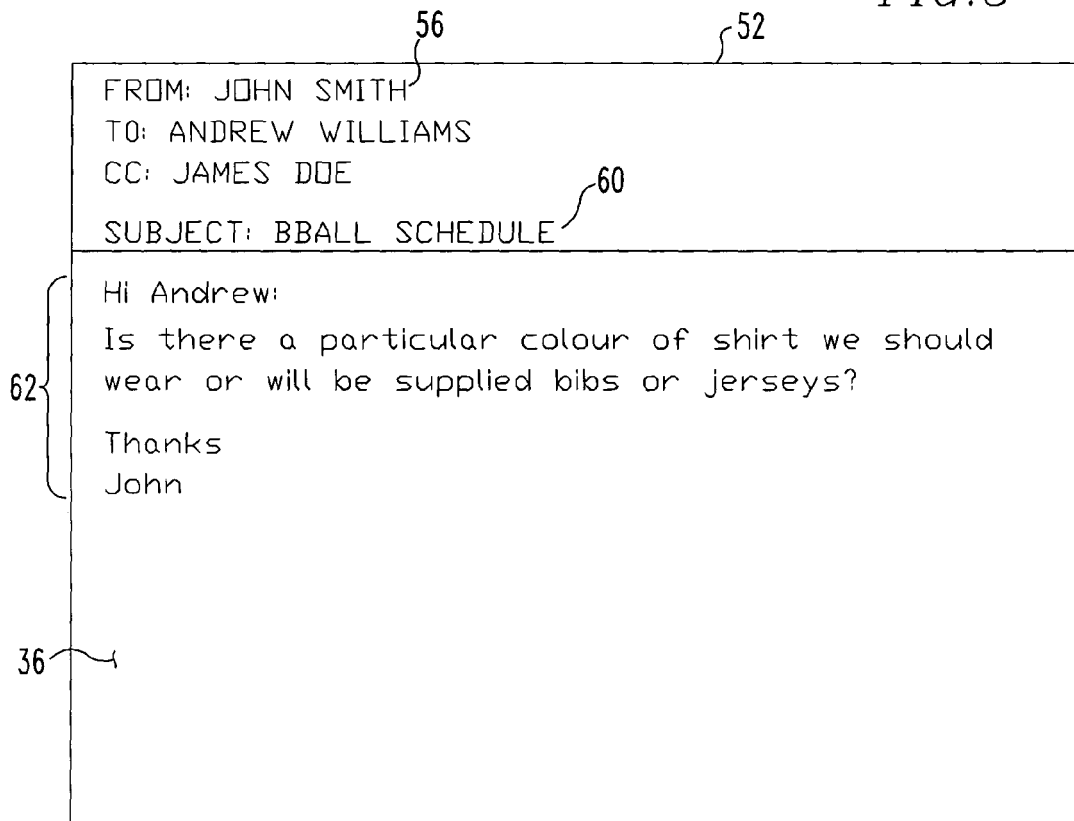 56
52
FROM: JOHN SMITH
TO: ANDREW WILLIAMS
CC: JAMES DOE
60
SUBJECT: BBALL SCHEDULE
62
Hi Andrew:
Is there a particular colour of shirt we should
wear or will be supplied bibs or jerseys?
Thanks
John
36